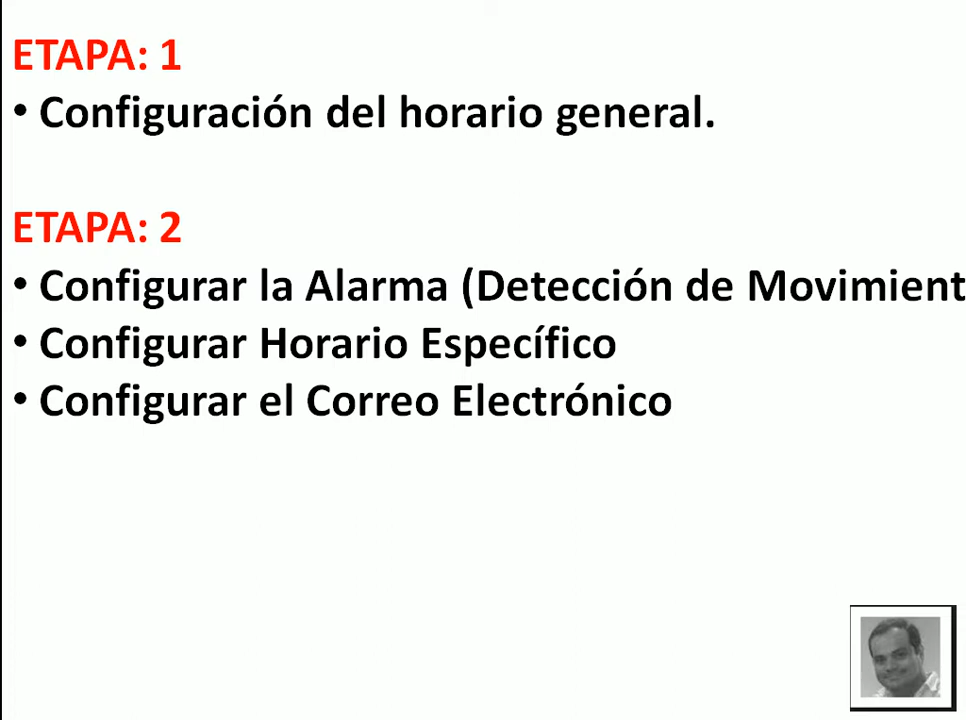 ETAPA: 1
• Configuración del horario general.
ETAPA: 2
• Configurar la Alarma (Detección de Movimient
• Configurar Horario Específico
• Configurar el Correo Electrónico